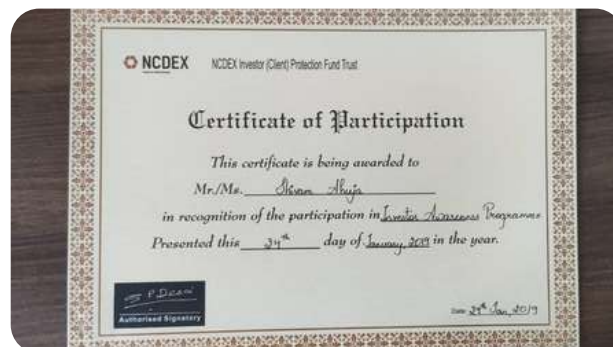 NCDEX NCDEX Investor (Client) Protection Fund Trust
Certificate of Participation
This certificate is being awarded to
Mr./Ms. Shivam Ahuja
in recognition of the participation in Investor Awareness Programme
Presented this 24th day of January, 2019 in the year.
Authorised Signatory
Date: 24th Jan, 2019